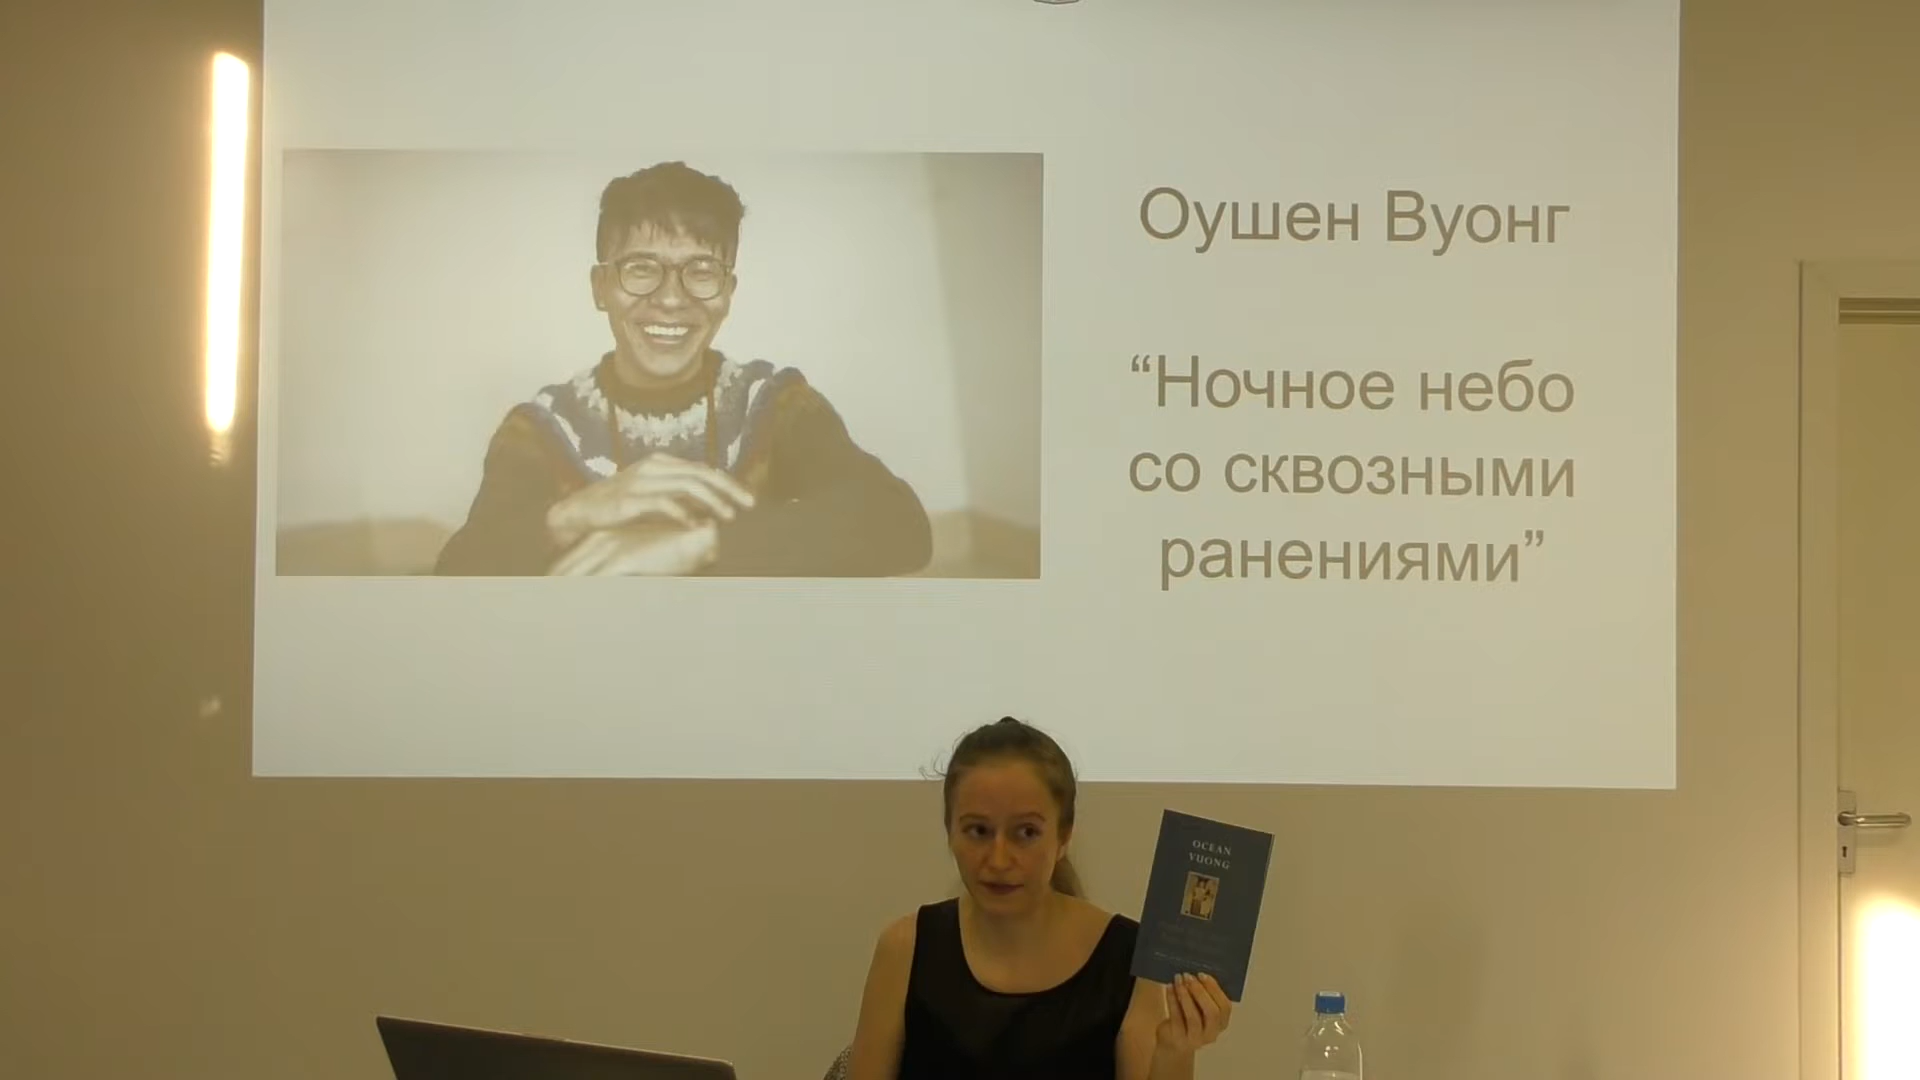 Оушен Вуонг
“Ночное небо
со сквозными
ранениями”
OCEAN
VUONG